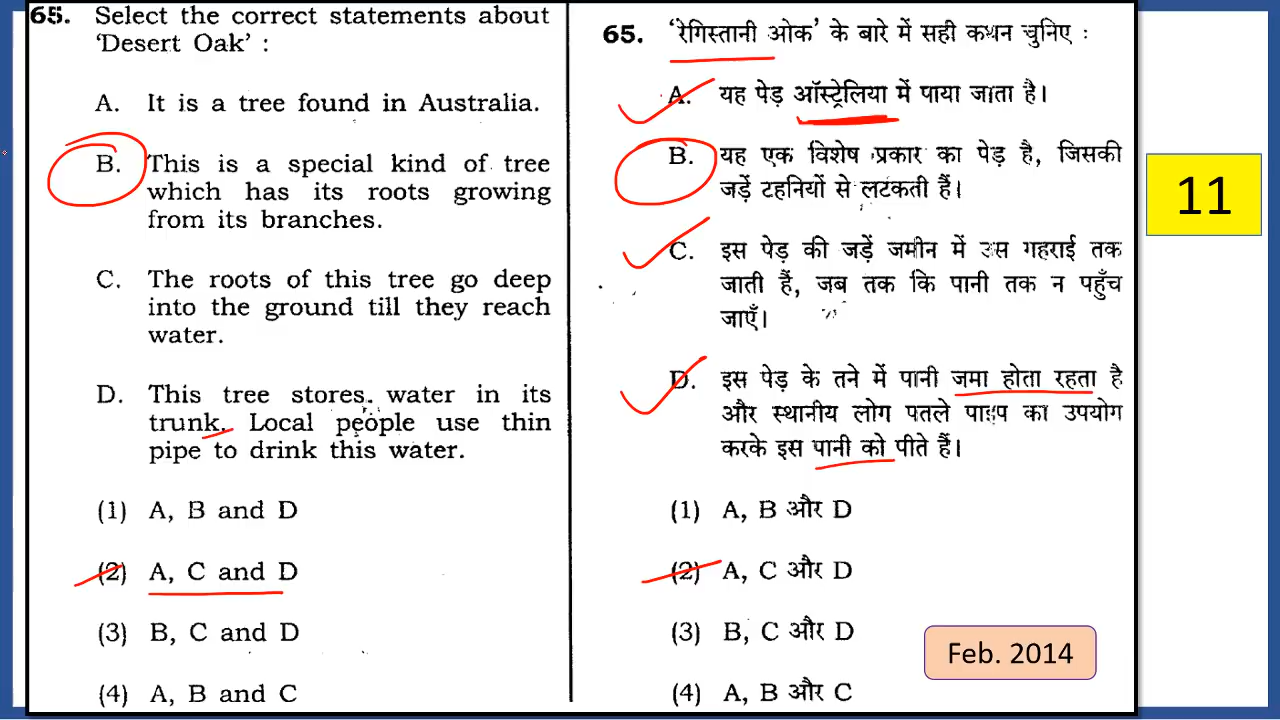 65. Select the correct statements about
‘Desert Oak’ :
A. It is a tree found in Australia.
B. This is a special kind of tree
which has its roots growing
from its branches.
C. The roots of this tree go deep
into the ground till they reach
water.
D. This tree stores water in its
trunk. Local people use thin
pipe to drink this water.
(1) A, B and D
(2) A, C and D
(3) B, C and D
(4) A, B and C
65. ‘रेगिस्तानी ओक’ के बारे में सही कथन चुनिए :
A. यह पेड़ ऑस्ट्रेलिया में पाया जाता है।
B. यह एक विशेष प्रकार का पेड़ है, जिसकी
जड़ें टहनियों से लटकती हैं।
C. इस पेड़ की जड़ें जमीन में उस गहराई तक
जाती हैं, जब तक कि पानी तक न पहुँच
जाएँ।
D. इस पेड़ के तने में पानी जमा होता रहता है
और स्थानीय लोग पतले पाइप का उपयोग
करके इस पानी को पीते हैं।
(1) A, B और D
(2) A, C और D
(3) B, C और D
(4) A, B और C
11
Feb. 2014